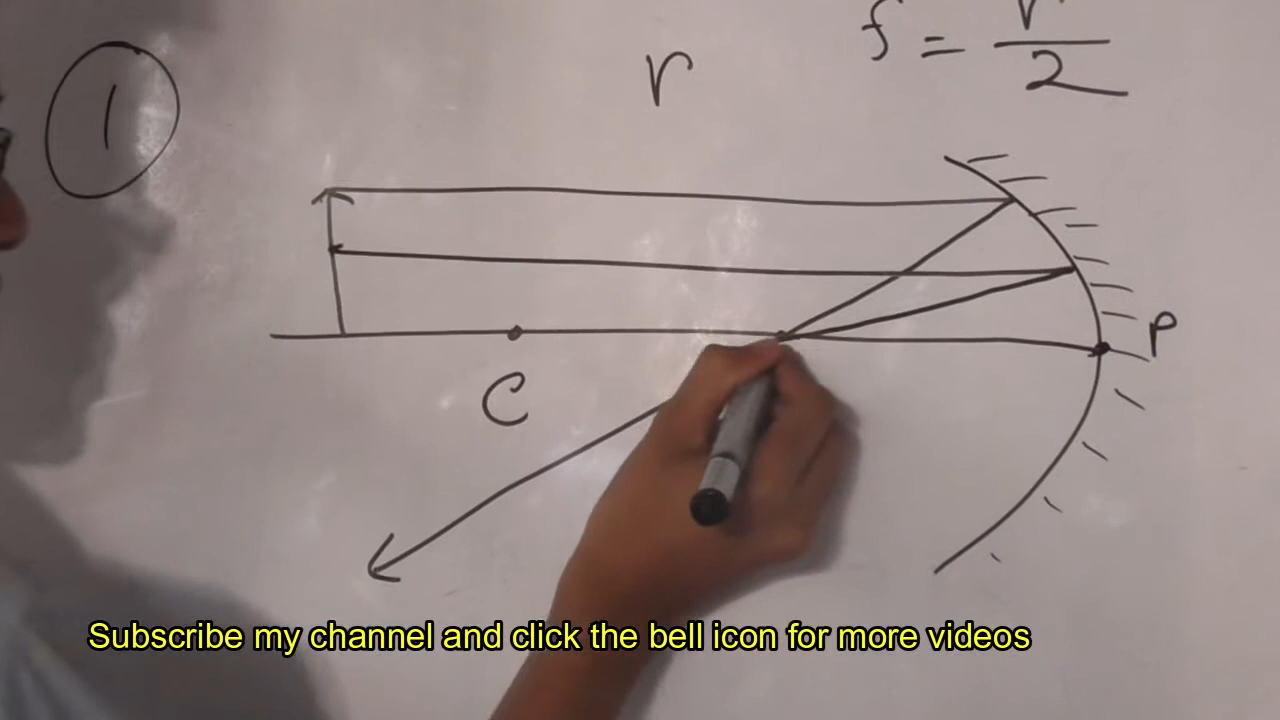 1
r
f = r/2
P
C
Subscribe my channel and click the bell icon for more videos